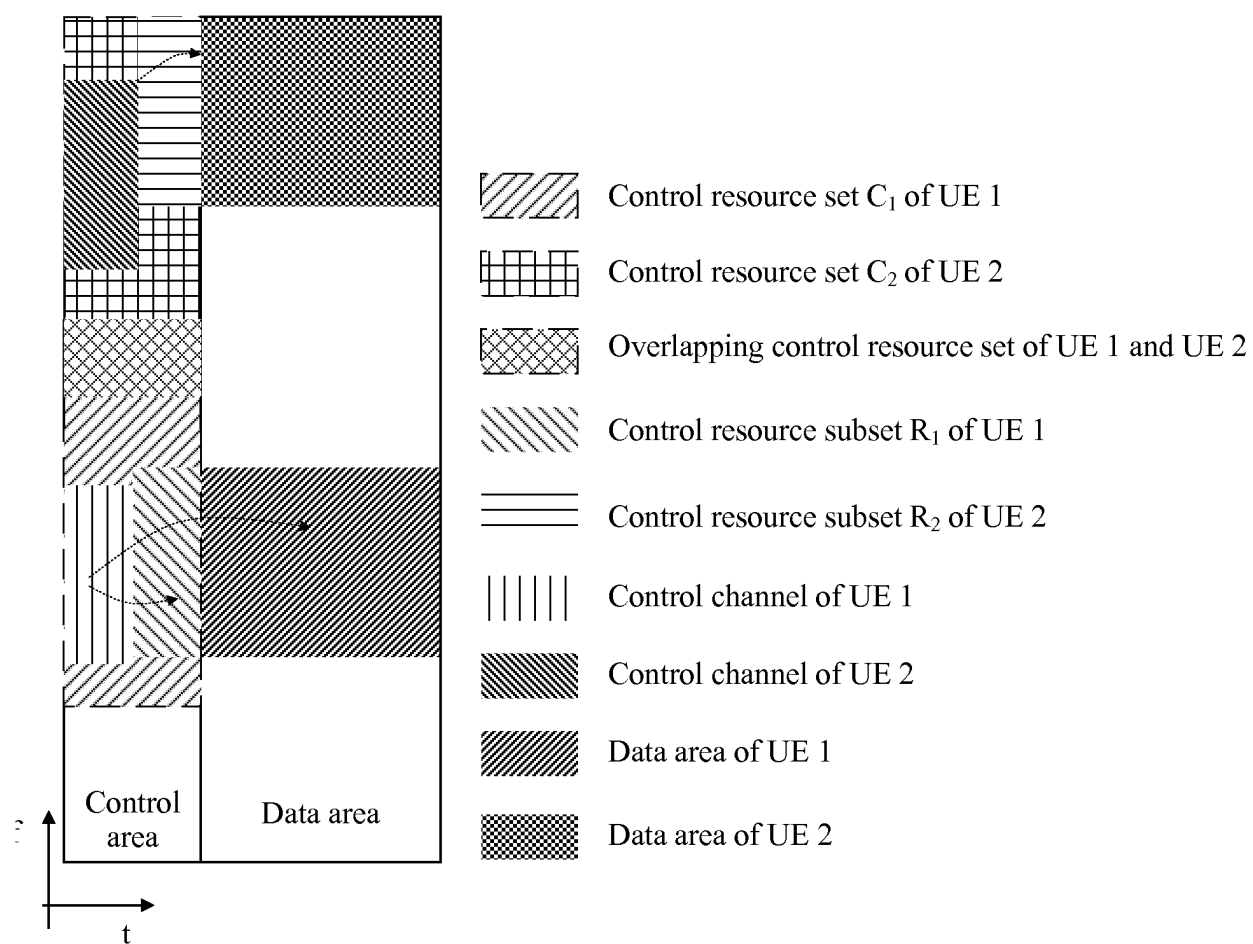 Control resource set C₁ of UE 1
Control resource set C₂ of UE 2
Overlapping control resource set of UE 1 and UE 2
Control resource subset R₁ of UE 1
Control resource subset R₂ of UE 2
Control channel of UE 1
Control channel of UE 2
Data area of UE 1
Data area of UE 2
Control
area
Data area
t